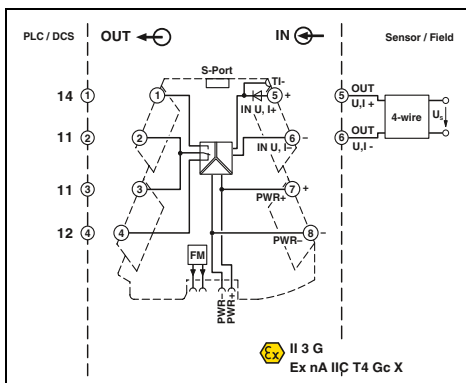 PLC / DCS
OUT
IN
Sensor / Field
S-Port
TI-
14 1
1
5 +
IN U, I+
5 OUT
U,I +
4-wire
Us
11 2
2
6 –
IN U, I–
6 OUT
U,I -
11 3
3
7 +
PWR+
12 4
4
8 –
PWR–
FM
PWR-
PWR+
Ex
II 3 G
Ex nA IIC T4 Gc X